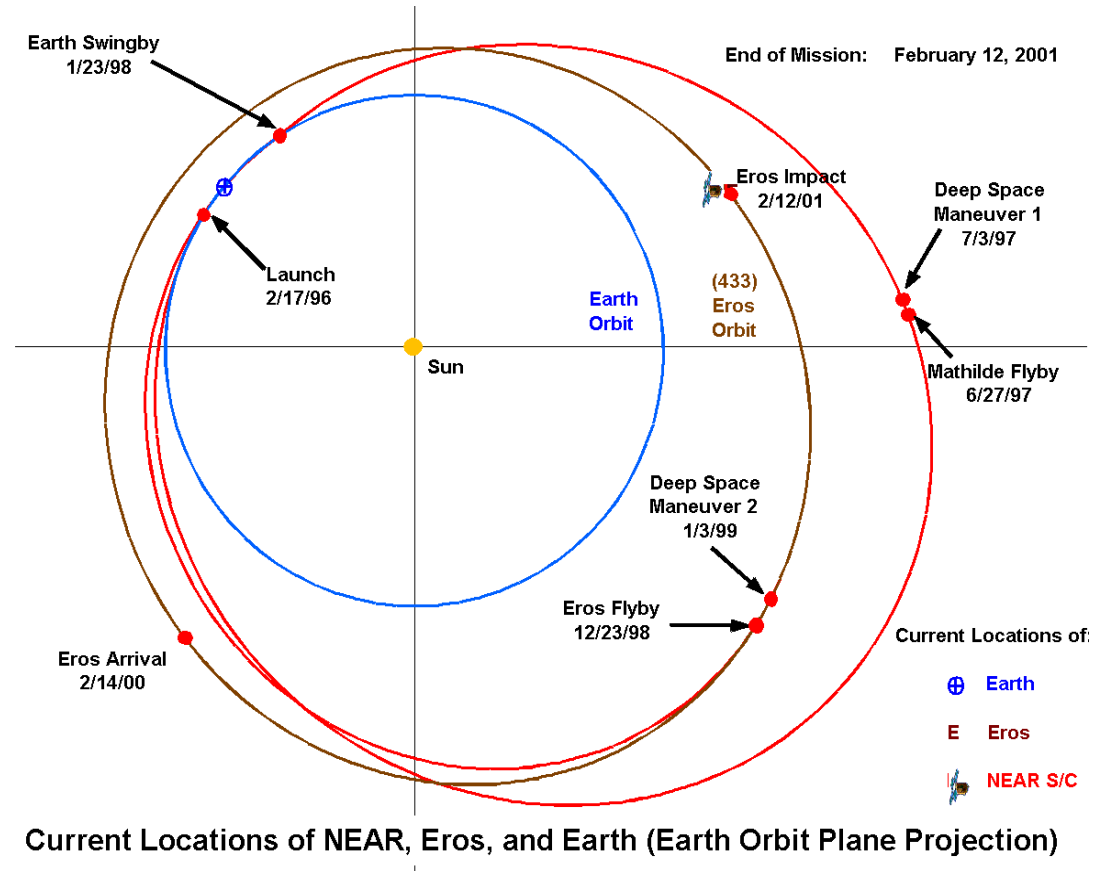 Earth Swingby
1/23/98
End of Mission: February 12, 2001
Eros Impact
2/12/01
Deep Space
Maneuver 1
7/3/97
Launch
2/17/96
Earth
Orbit
(433)
Eros
Orbit
Sun
Mathilde Flyby
6/27/97
Deep Space
Maneuver 2
1/3/99
Eros Flyby
12/23/98
Eros Arrival
2/14/00
Current Locations of:
Earth
E Eros
NEAR S/C
Current Locations of NEAR, Eros, and Earth (Earth Orbit Plane Projection)